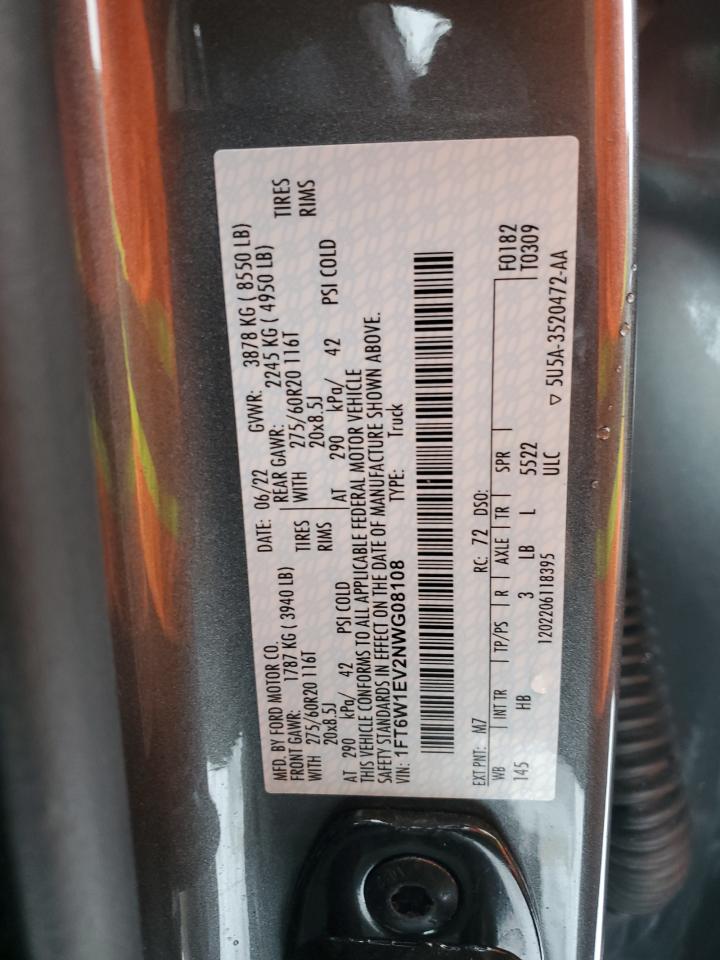 MFD. BY FORD MOTOR CO.
DATE: 06/22 GVWR: 3878 KG ( 8550 LB)
FRONT GAWR: 1787 KG ( 3940 LB)
REAR GAWR: 2245 KG ( 4950 LB)
WITH 275/60R20 116T TIRES
WITH 275/60R20 116T TIRES
20x8.5J RIMS
20x8.5J RIMS
AT 290 kPa/ 42 PSI COLD
AT 290 kPa/ 42 PSI COLD
THIS VEHICLE CONFORMS TO ALL APPLICABLE FEDERAL MOTOR VEHICLE
SAFETY STANDARDS IN EFFECT ON THE DATE OF MANUFACTURE SHOWN ABOVE.
VIN: 1FT6W1EV2NWG08108 TYPE: Truck
EXT PNT: M7 RC: 72 DSO: F0182
WB INT TR TP/PS R AXLE TR SPR T0309
145 HB 3 LB L 5522
1202206118395 ULC
▽ 5U5A-3520472-AA